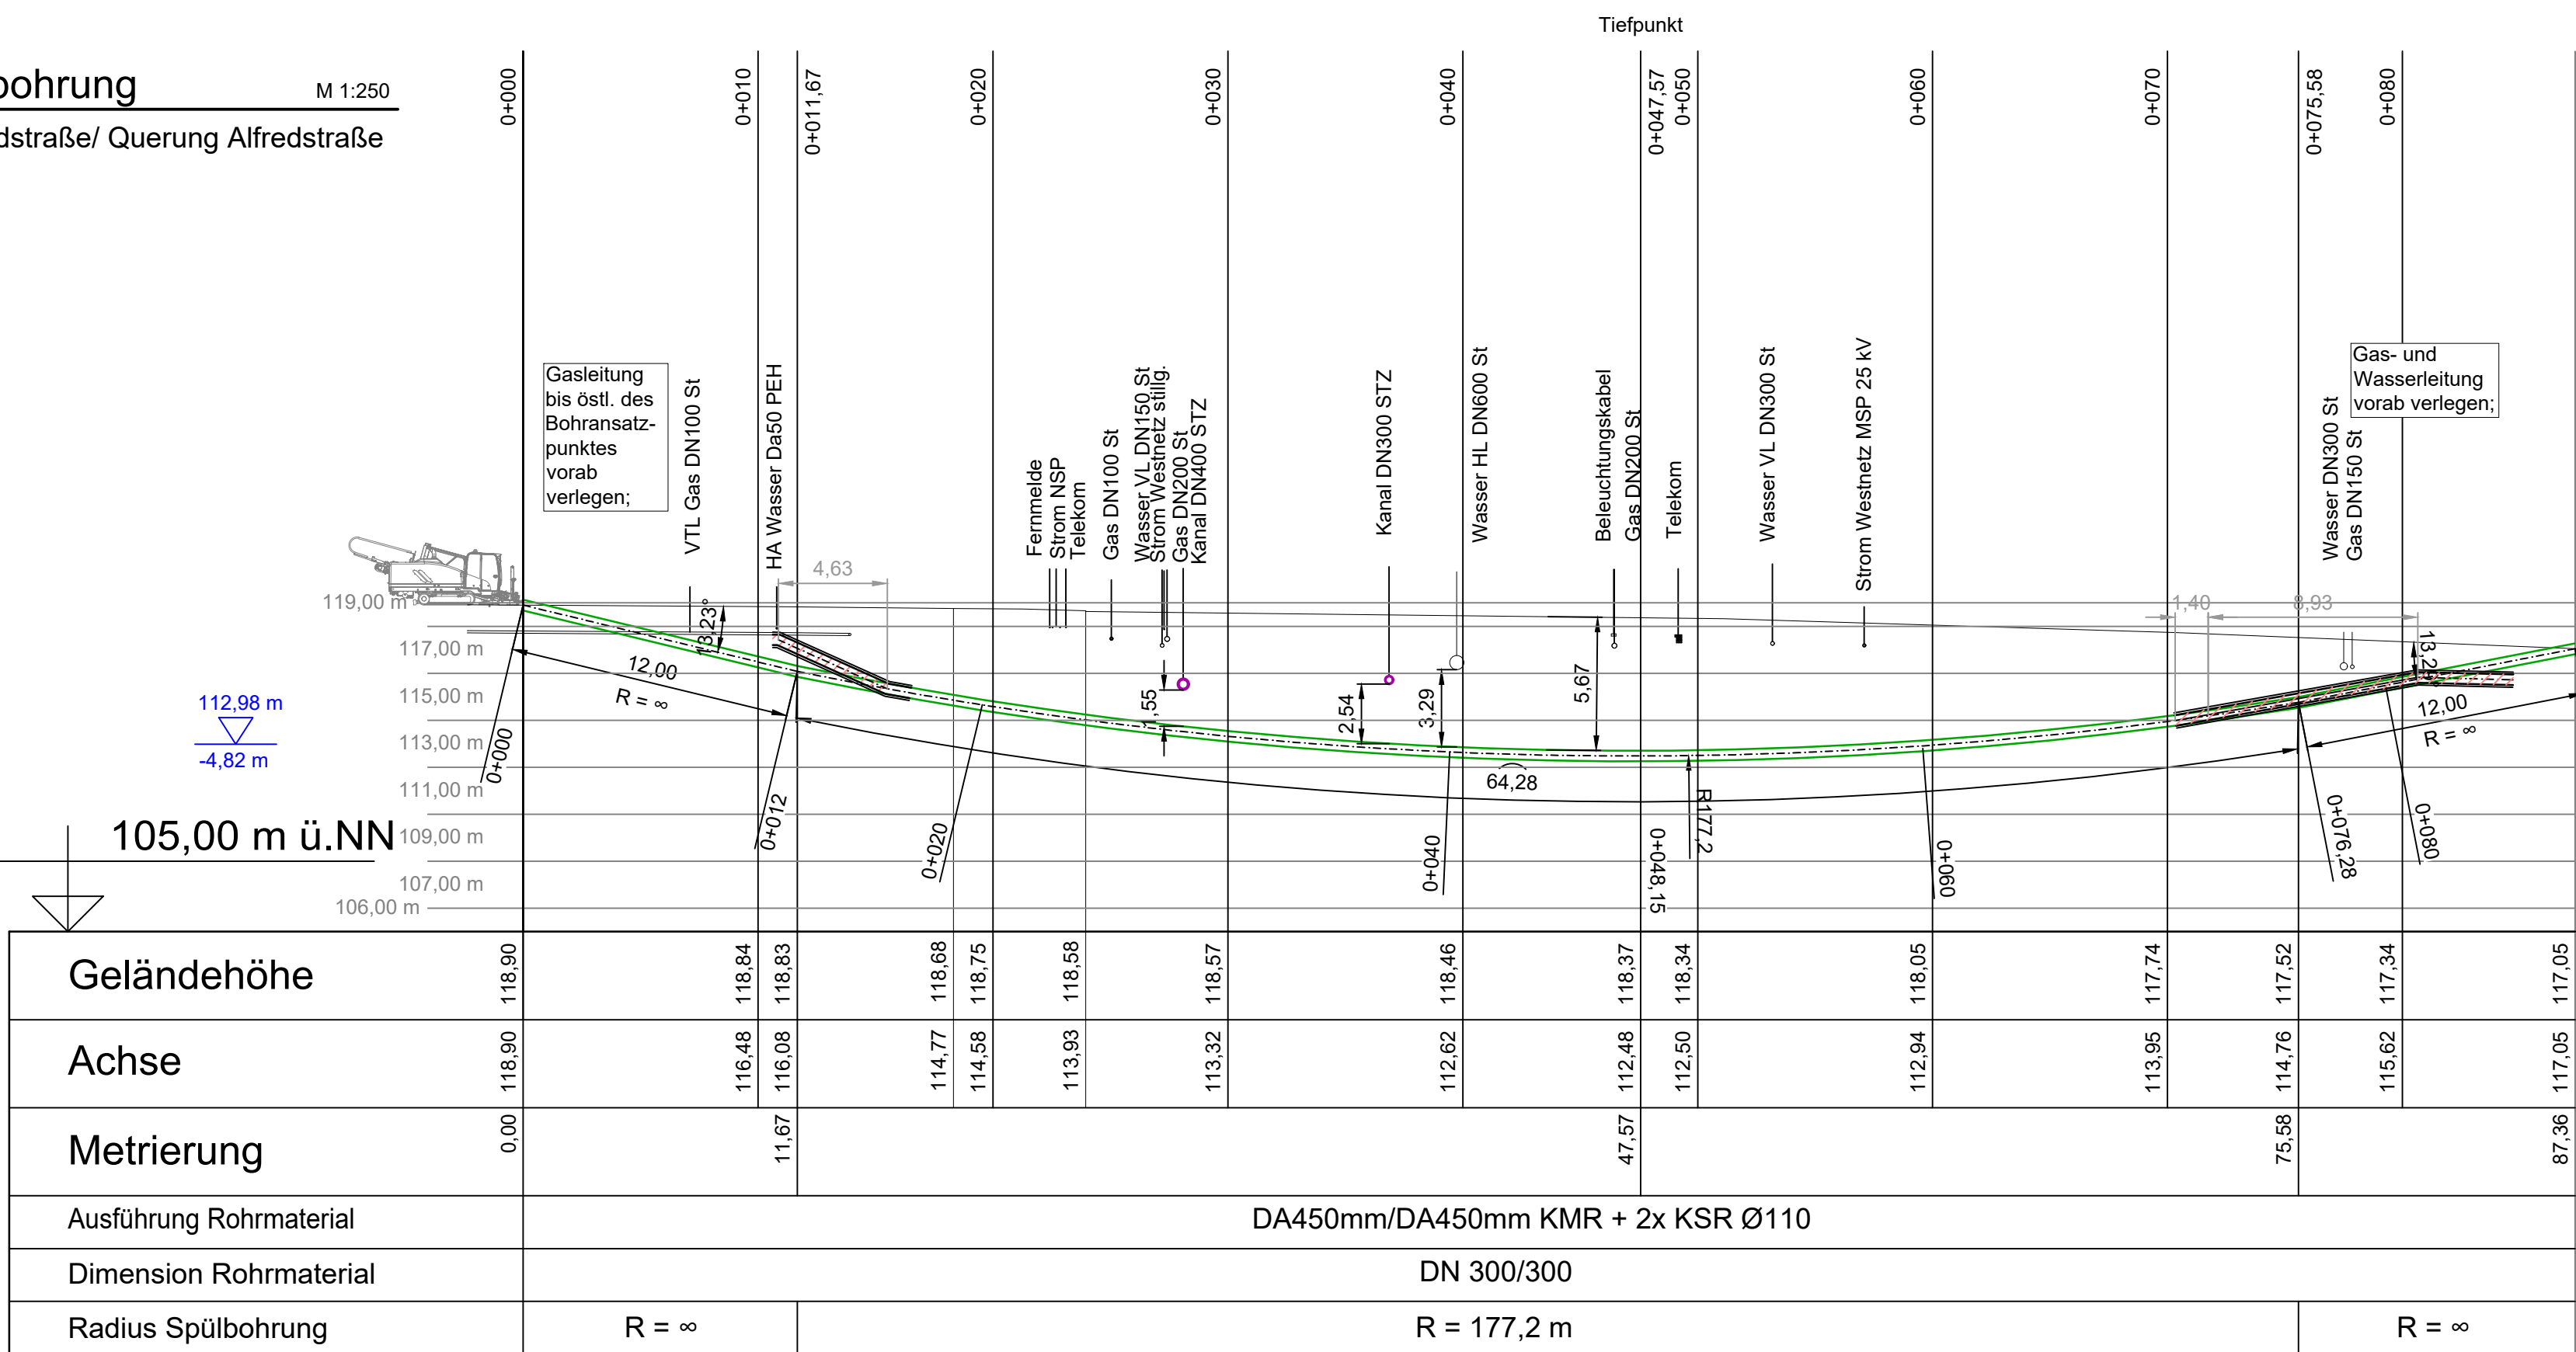 Tiefpunkt
bohrung
M 1:250
dstraße/ Querung Alfredstraße
0+000
0+010
0+011,67
0+020
0+030
0+040
0+047,57
0+050
0+060
0+070
0+075,58
0+080
Gasleitung
bis östl. des
Bohransatz-
punktes
vorab
verlegen;
VTL Gas DN100 St
HA Wasser Da50 PEH
Fernmelde
Strom NSP
Telekom
Gas DN100 St
Wasser VL DN150 St
Strom Westnetz stillg.
Gas DN200 St
Kanal DN400 STZ
Kanal DN300 STZ
Wasser HL DN600 St
Beleuchtungskabel
Gas DN200 St
Telekom
Wasser VL DN300 St
Strom Westnetz MSP 25 kV
Wasser DN300 St
Gas DN150 St
Gas- und
Wasserleitung
vorab verlegen;
4,63
1,40
8,93
119,00 m
117,00 m
115,00 m
113,00 m
111,00 m
109,00 m
107,00 m
106,00 m
13,23°
12,00
R = ∞
1,55
2,54
3,29
5,67
12,00
R = ∞
112,98 m
-4,82 m
64,28
R177,2
0+000
0+012
0+020
0+040
0+048,15
0+060
0+076,28
0+080
105,00 m ü.NN
Geländehöhe
118,90
118,84
118,83
118,68
118,75
118,58
118,57
118,46
118,37
118,34
118,05
117,74
117,52
117,34
117,05
Achse
118,90
116,48
116,08
114,77
114,58
113,93
113,32
112,62
112,48
112,50
112,94
113,95
114,76
115,62
117,05
Metrierung
0,00
11,67
47,57
75,58
87,36
Ausführung Rohrmaterial
DA450mm/DA450mm KMR + 2x KSR Ø110
Dimension Rohrmaterial
DN 300/300
Radius Spülbohrung
R = ∞
R = 177,2 m
R = ∞